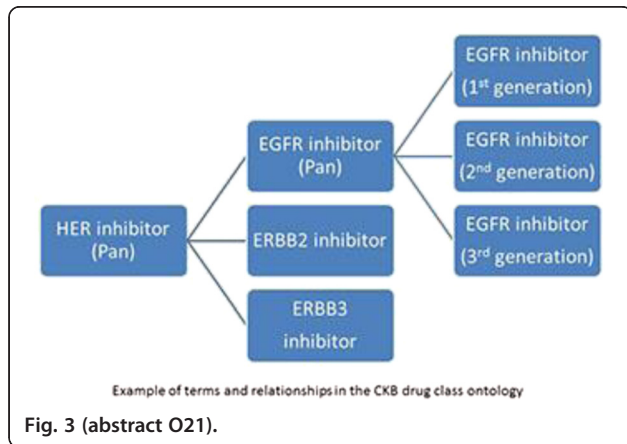 HER inhibitor
(Pan)
EGFR inhibitor
(Pan)
ERBB2 inhibitor
ERBB3
inhibitor
EGFR inhibitor
(1st generation)
EGFR inhibitor
(2nd generation)
EGFR inhibitor
(3rd generation)
Example of terms and relationships in the CKB drug class ontology
Fig. 3 (abstract O21).